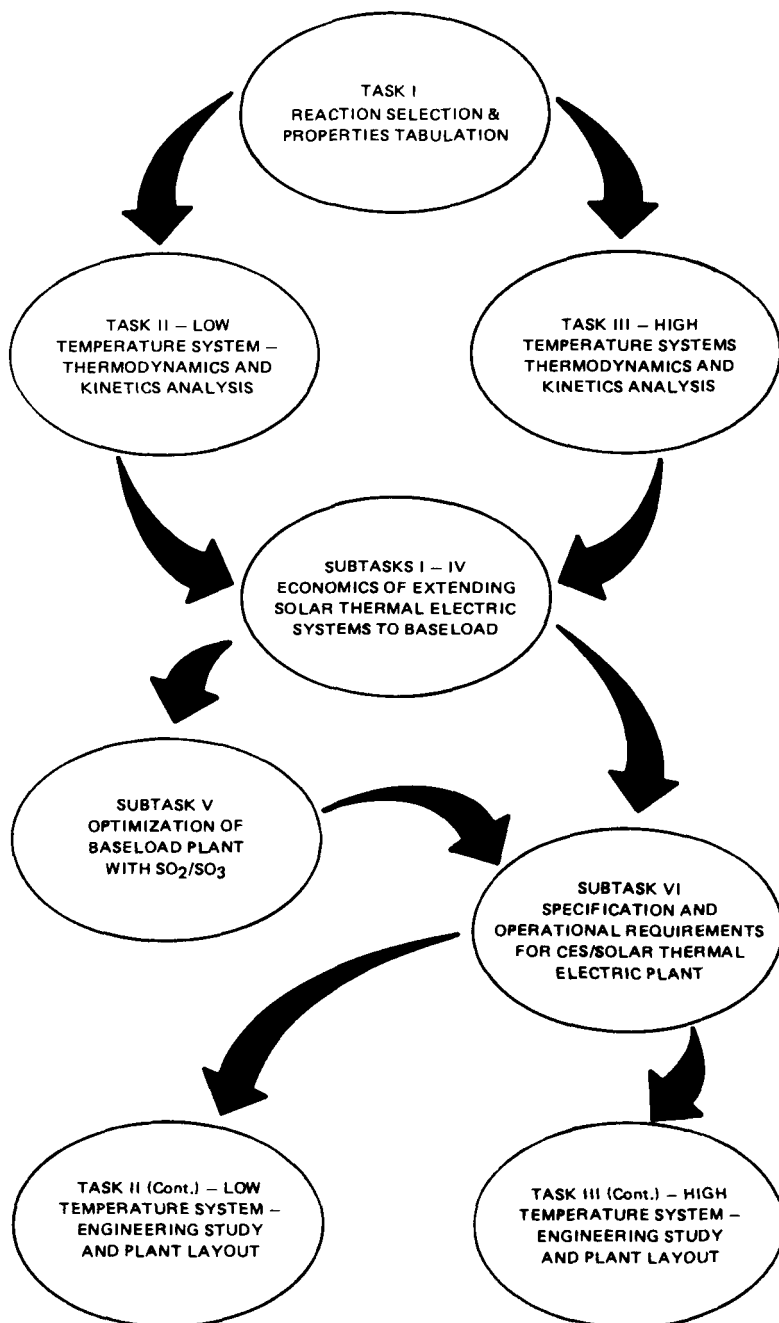 TASK I
REACTION SELECTION &
PROPERTIES TABULATION
TASK II – LOW
TEMPERATURE SYSTEM –
THERMODYNAMICS AND
KINETICS ANALYSIS
TASK III – HIGH
TEMPERATURE SYSTEMS
THERMODYNAMICS AND
KINETICS ANALYSIS
SUBTASKS I – IV
ECONOMICS OF EXTENDING
SOLAR THERMAL ELECTRIC
SYSTEMS TO BASELOAD
SUBTASK V
OPTIMIZATION OF
BASELOAD PLANT
WITH SO₂/SO₃
SUBTASK VI
SPECIFICATION AND
OPERATIONAL REQUIREMENTS
FOR CES/SOLAR THERMAL
ELECTRIC PLANT
TASK II (Cont.) – LOW
TEMPERATURE SYSTEM –
ENGINEERING STUDY
AND PLANT LAYOUT
TASK III (Cont.) – HIGH
TEMPERATURE SYSTEM –
ENGINEERING STUDY
AND PLANT LAYOUT